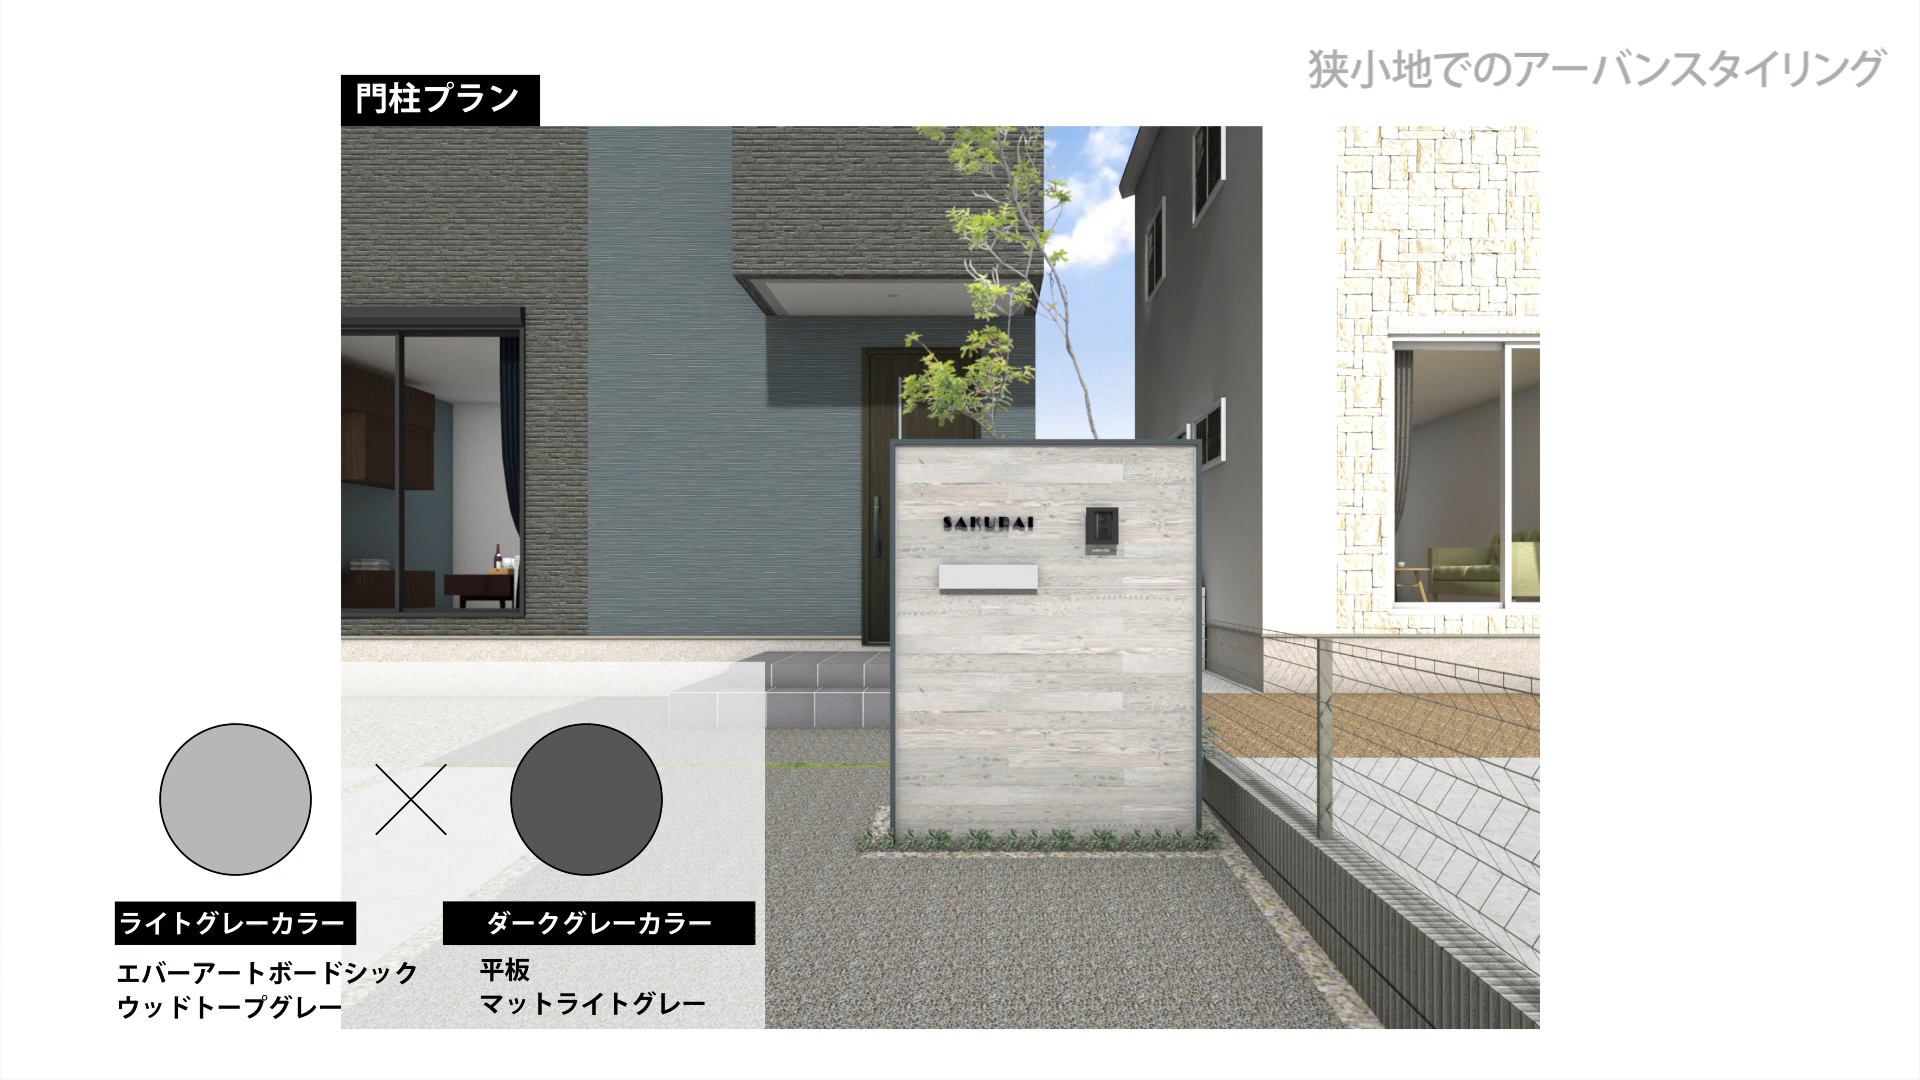 狭小地でのアーバンスタイリング
門柱プラン
SAKURAI
ライトグレーカラー
エバーアートボードシック
ウッドトープグレー
ダークグレーカラー
平板
マットライトグレー